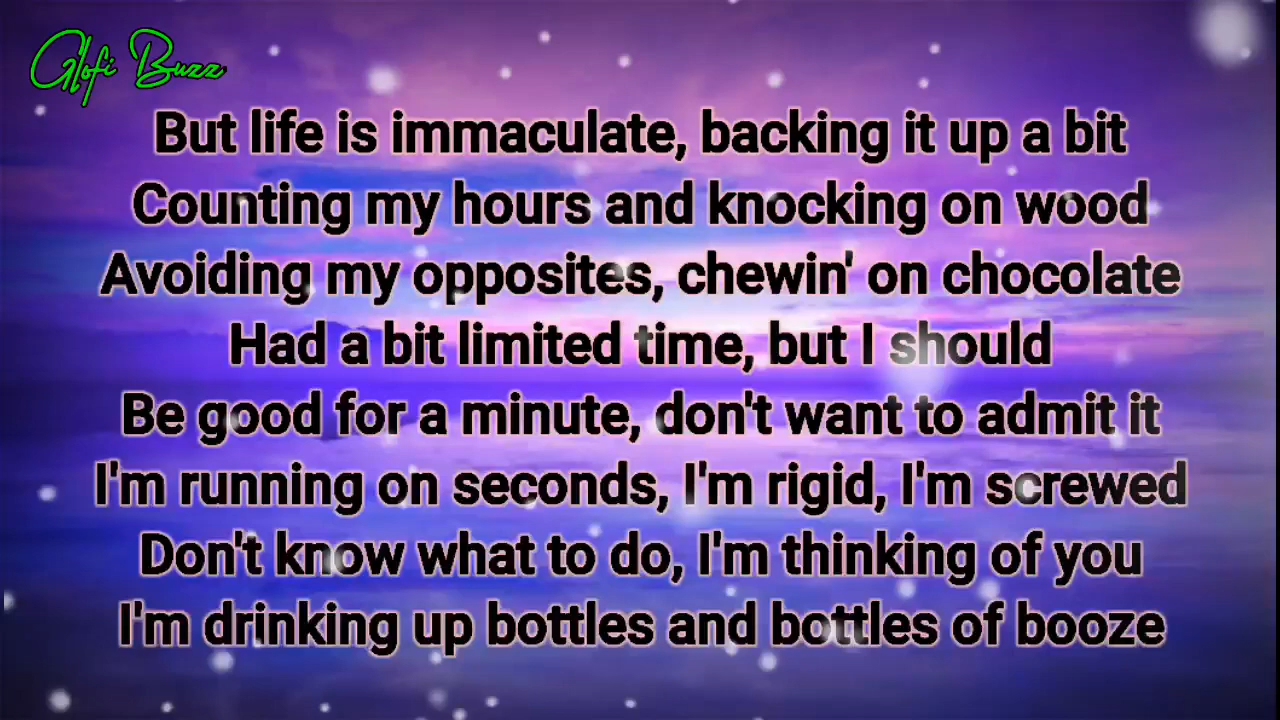 Glofi Buzz
But life is immaculate, backing it up a bit
Counting my hours and knocking on wood
Avoiding my opposites, chewin' on chocolate
Had a bit limited time, but I should
Be good for a minute, don't want to admit it
I'm running on seconds, I'm rigid, I'm screwed
Don't know what to do, I'm thinking of you
I'm drinking up bottles and bottles of booze